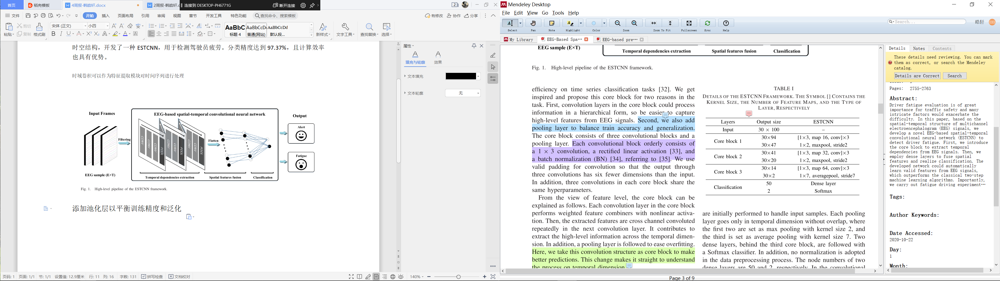 首页
稻壳模板
4周报-韩皓轩.docx
2周报-韩皓轩.c
连接到 DESKTOP-PH6771G
断开连接
文件
开始
插入
页面布局
引用
审阅
视图
章节
开发工具
特色功能
查找命令、搜索模板
有修改
协作
分享
粘贴
剪切
复制
格式刷
宋体 (正文)
小四
AaBbC
标题 4
AaBbCcDd
普通(网站)
AaBbCcDd
默认段...
新样式
文字工具
查找替换
选择
时空结构，开发了一种 ESTCNN，用于检测驾驶员疲劳。分类精度达到 97.37%，且计算效率
也具有优势。
时域卷积可以作为特征提取模块对时间序列进行处理
Input Frames
EEG-based spatial-temporal convolutional neural network
Output
Filtering
CONV
CONV
CONV
POOL
CONV
CONV
POOL
CONV
CONV
POOL
Flatten
Alert
Fatigue
EEG sample (E×T)
Temporal dependencies extraction
Spatial features fusion
Classification
Fig. 1. High-level pipeline of the ESTCNN framework.
添加池化层以平衡训练精度和泛化
属性
填充与轮廓
效果
文本填充
文本轮廓
无
页码: 1
页面: 1/1
节: 1/1
设置值: 12.9厘米
行: 11
列: 16
字数: 131
拼写检查
文档校对
140%
Mendeley Desktop
File Edit View Go Tools Help
Select
Pan
Note
Highlight
Color
Zoom
Zoom To Fit
Fullscreen
Sync
Help
Search...
皓轩
My Library
EEG-Based Spa...
EEG-based pre...
EEG sample (E×T)
Temporal dependencies extraction
Spatial features fusion
Classification
Fig. 1. High-level pipeline of the ESTCNN framework.
efficiency on time series classification tasks [32]. We get
inspired and propose this core block for two reasons in the
task. First, convolution layers in the core block could process
information in a hierarchical form, so be easier to capture
high-level features from EEG signals. Second, we also add
pooling layer to balance train accuracy and generalization.
The core block consists of three convolutional blocks and a
pooling layer. Each convolutional block orderly consists of
a 1 × 3 convolution, a rectified linear activation [33], and
a batch normalization (BN) [34], referring to [35]. We use
valid padding for convolution so that the output through
three convolutions has six fewer dimensions than the input.
In addition, three convolutions in each core block share the
same hyperparameters.
From the view of feature level, the core block can be
explained as follows. Each convolution layer in the core block
performs weighted feature combiners with nonlinear activa-
tion. Then, the extracted features are cross channel convoluted
repeatedly in the next convolution layer. It contributes to
extract the high-level information across the temporal dimen-
sion. In addition, a pooling layer is followed to ease overfitting.
Here, we take this convolution structure as core block to make
better predictions. This change makes it straight to understand
the process on temporal dimension.
TABLE I
DETAILS OF THE ESTCNN FRAMEWORK. THE SYMBOL [] CONTAINS THE
KERNEL SIZE, THE NUMBER OF FEATURE MAPS, AND THE TYPE OF
LAYER, RESPECTIVELY
Layers Output size ESTCNN
Input 30 × 100 –
Core block 1
30×94 [1×3, map 16, conv]×3
30×47 1×2, maxpool, stride2
Core block 2
30×41 [1×3, map 32, conv]×3
30×20 1×2, maxpool, stride2
Core block 3
30×14 [1×3, map 64, conv]×3
30×2 1×7, averagepool, stride7
Classification
50 Dense layer
2 Softmax
are initially performed to handle input samples. Each pooling
layer goes only in temporal dimension without overlap, where
the first two are set as max pooling with kernel size 2, and
the third is set as average pooling with kernel size 7. Two
dense layers, behind the third core block, are followed with
a Softmax classifier. In addition, no normalization is adopted
in the data preprocessing process. The node numbers of two
dense layers are 50 and 2, respectively. In the convolutional
Page 3 of 9
Details Notes Contents
These details need reviewing. You can mark
them as correct, or search the Mendeley
catalog.
Details are Correct
Search
Pages: 2755-2763
Abstract:
Driver fatigue evaluation is of great
importance for traffic safety and many
intricate factors would exacerbate the
difficulty. In this paper, based on the
spatial-temporal structure of multichannel
electroencephalogram (EEG) signals, we
develop a novel EEG-based spatial-temporal
convolutional neural network (ESTCNN) to
detect driver fatigue. First, we introduce
the core block to extract temporal
dependencies from EEG signals. Then, we
employ dense layers to fuse spatial
features and realize classification. The
developed network could automatically
learn valid features from EEG signals,
which outperforms the classical two-step
machine learning algorithms. Importantly,
we carry out fatigue driving experiment...
Tags:
Author Keywords:
Date Accessed:
2020-10-22
Day:
1
Month: